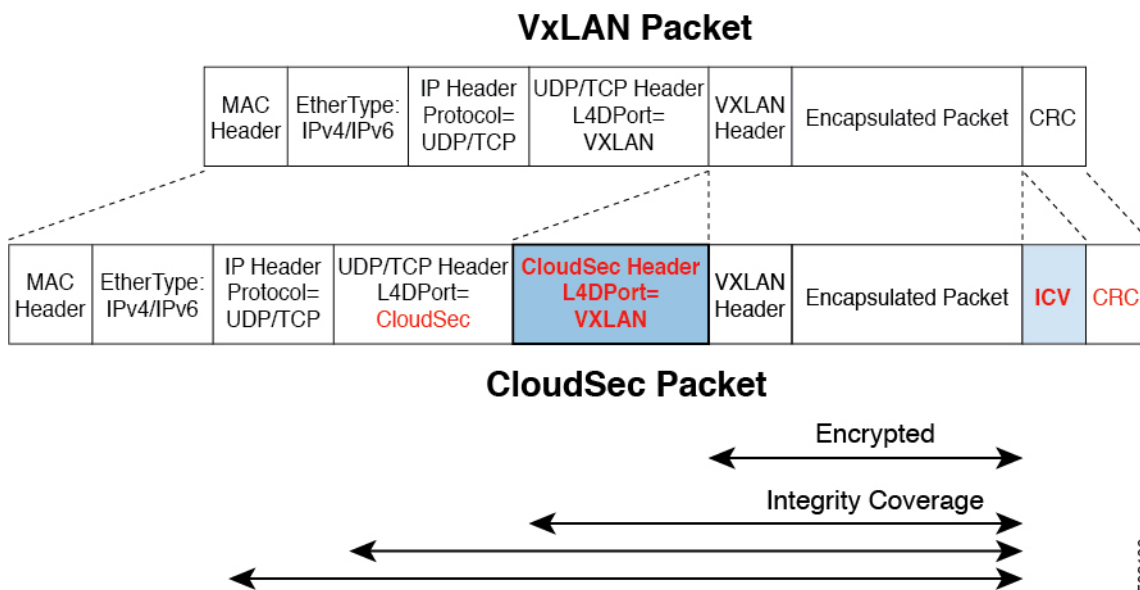 VxLAN Packet
MAC
Header
EtherType:
IPv4/IPv6
IP Header
Protocol=
UDP/TCP
UDP/TCP Header
L4DPort=
VXLAN
VXLAN
Header
Encapsulated Packet
CRC
MAC
Header
EtherType:
IPv4/IPv6
IP Header
Protocol=
UDP/TCP
UDP/TCP Header
L4DPort=
CloudSec
CloudSec Header
L4DPort=
VXLAN
VXLAN
Header
Encapsulated Packet
ICV
CRC
CloudSec Packet
Encrypted
Integrity Coverage